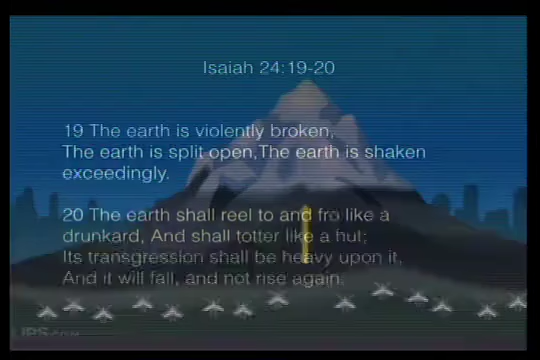 Isaiah 24:19-20
19 The earth is violently broken,
The earth is split open,The earth is shaken
exceedingly.
20 The earth shall reel to and fro like a
drunkard, And shall totter like a hut;
Its transgression shall be heavy upon it,
And it will fall, and not rise again.